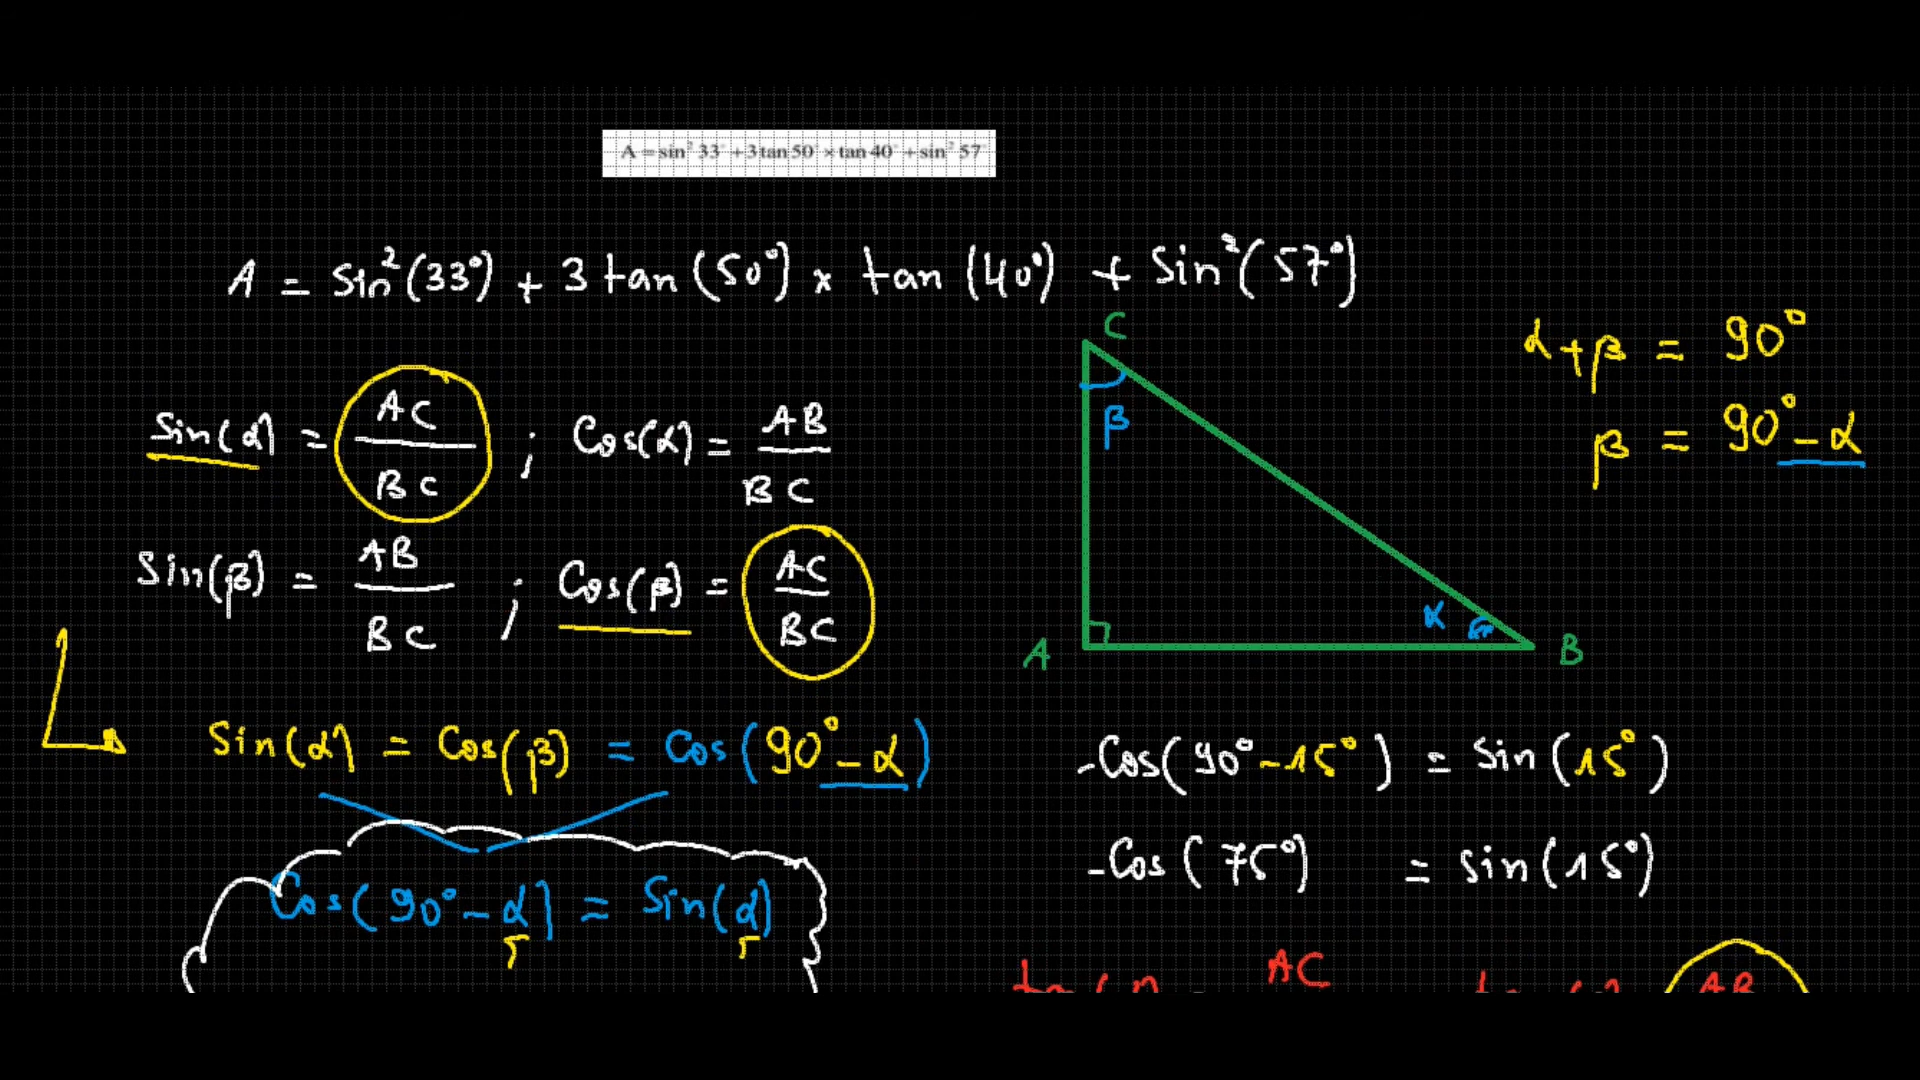 A = sin² 33° + 3 tan 50° × tan 40° + sin² 57°
A = Sin²(33°) + 3 tan (50°) × tan (40°) + Sin²(57°)
C
α + β = 90°
β = 90° - α
β
Sin(α) = AC/BC ; Cos(α) = AB/BC
Sin(β) = AB/BC ; Cos(β) = AC/BC
α
A
B
Sin(α) = Cos(β) = Cos(90° - α)
-Cos(90° - 15°) = Sin(15°)
-Cos(75°) = Sin(15°)
Cos(90° - α) = Sin(α)
AC